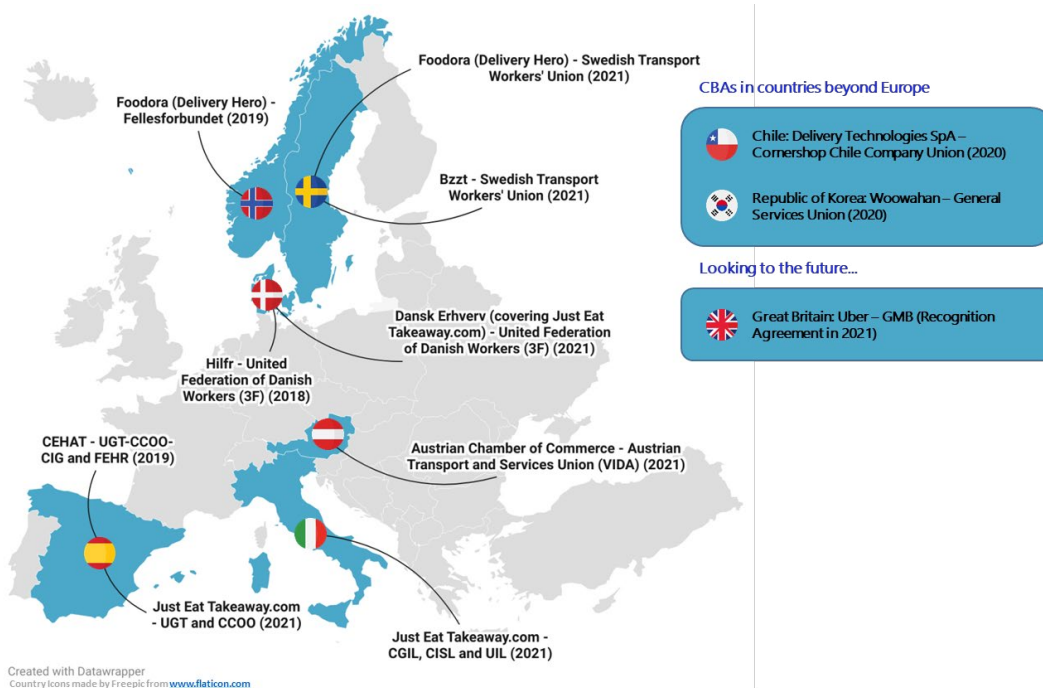 Foodora (Delivery Hero) - Swedish Transport
Workers' Union (2021)
Foodora (Delivery Hero) -
Fellesforbundet (2019)
Bzzt - Swedish Transport
Workers' Union (2021)
Dansk Erhverv (covering Just Eat
Takeaway.com) - United Federation
of Danish Workers (3F) (2021)
Hilfr - United
Federation of Danish
Workers (3F) (2018)
CEHAT - UGT-CCOO-
CIG and FEHR (2019)
Austrian Chamber of Commerce - Austrian
Transport and Services Union (VIDA) (2021)
Just Eat Takeaway.com
- UGT and CCOO (2021)
Just Eat Takeaway.com -
CGIL, CISL and UIL (2021)
Created with Datawrapper
Country Icons made by Freepic from www.flaticon.com
CBAs in countries beyond Europe
Chile: Delivery Technologies SpA –
Cornershop Chile Company Union (2020)
Republic of Korea: Woowahan – General
Services Union (2020)
Looking to the future...
Great Britain: Uber – GMB (Recognition
Agreement in 2021)